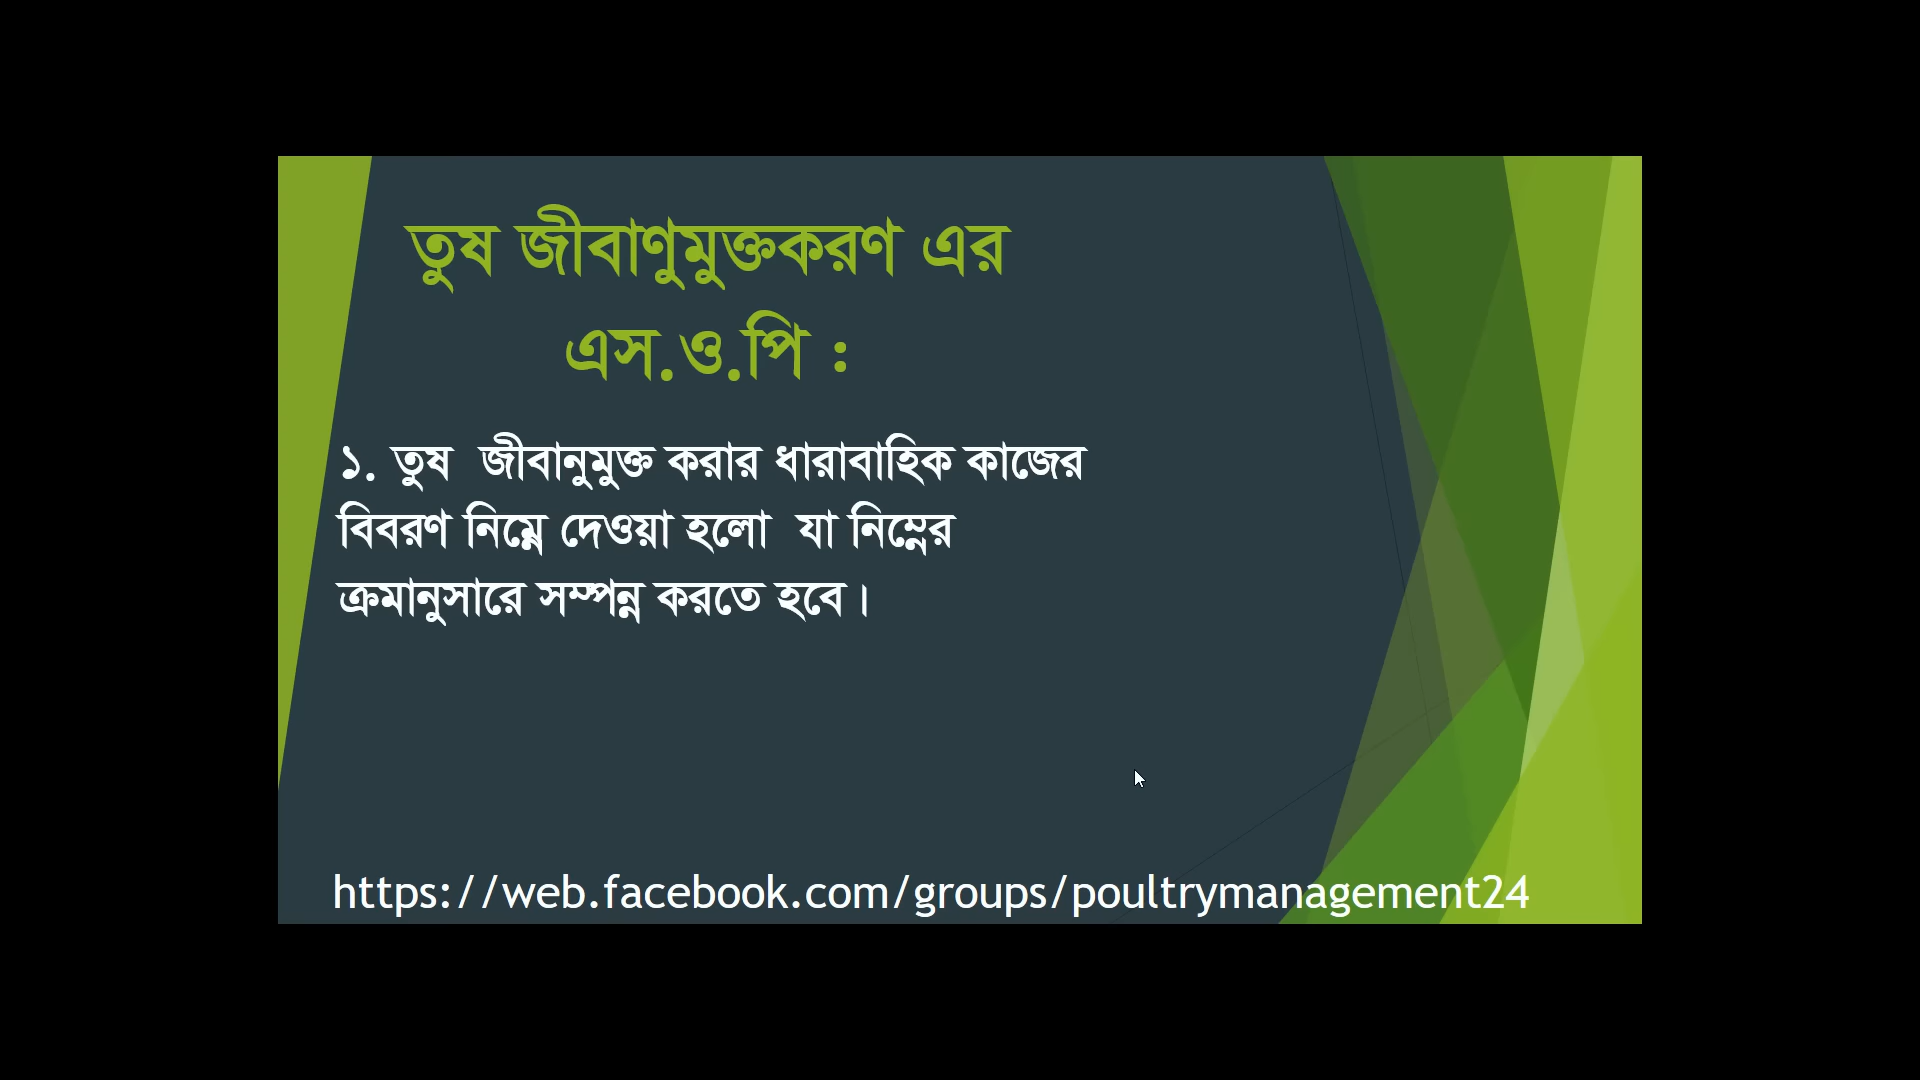 তুষ জীবাণুমুক্তকরণ এর
এস.ও.পি :
১. তুষ জীবানুমুক্ত করার ধারাবাহিক কাজের
বিবরণ নিম্নে দেওয়া হলো যা নিম্নের
ক্রমানুসারে সম্পন্ন করতে হবে।
https://web.facebook.com/groups/poultrymanagement24